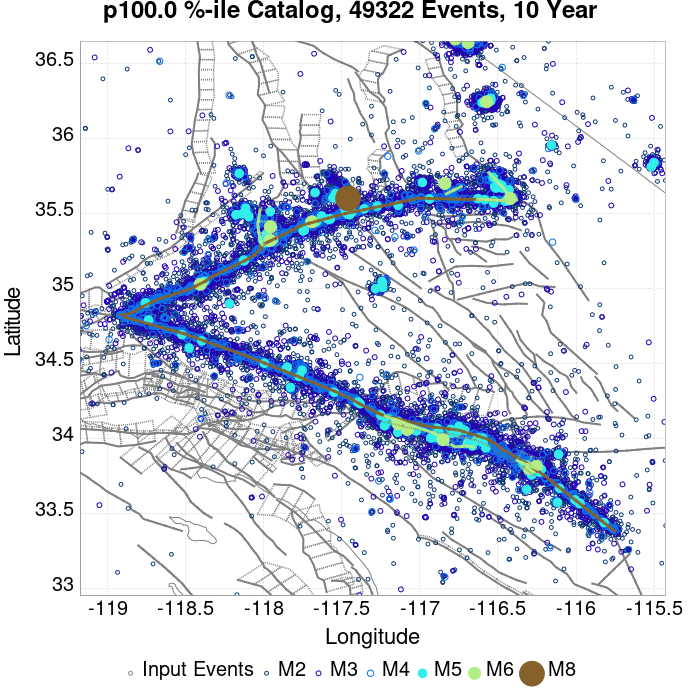 p100.0 %-ile Catalog, 49322 Events, 10 Year
36.5
36
35.5
35
34.5
34
33.5
33
Latitude
-119 -118.5 -118 -117.5 -117 -116.5 -116 -115.5
Longitude
Input Events M2 M3 M4 M5 M6 M8